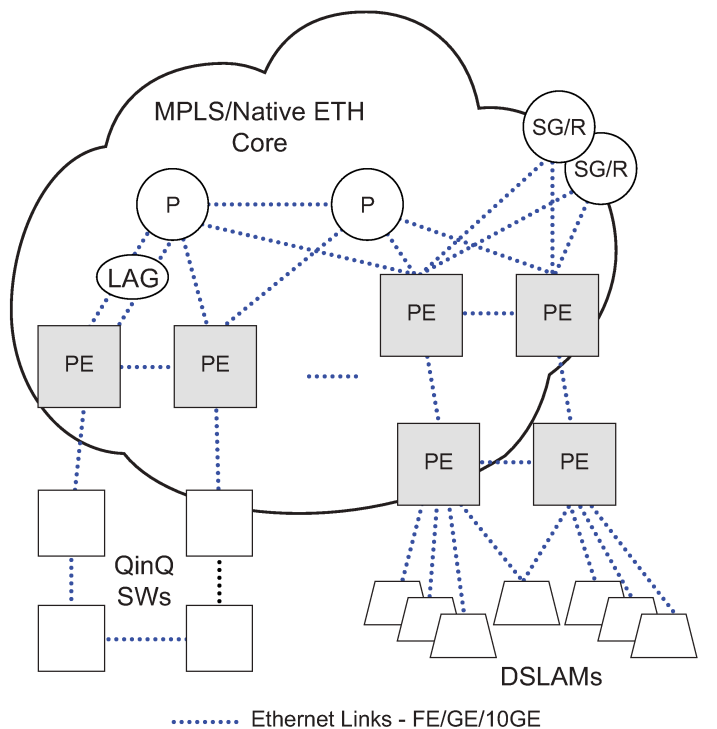 MPLS/Native ETH
Core
SG/R
SG/R
P
P
LAG
PE
PE
PE
PE
PE
PE
QinQ
SWs
DSLAMs
Ethernet Links - FE/GE/10GE